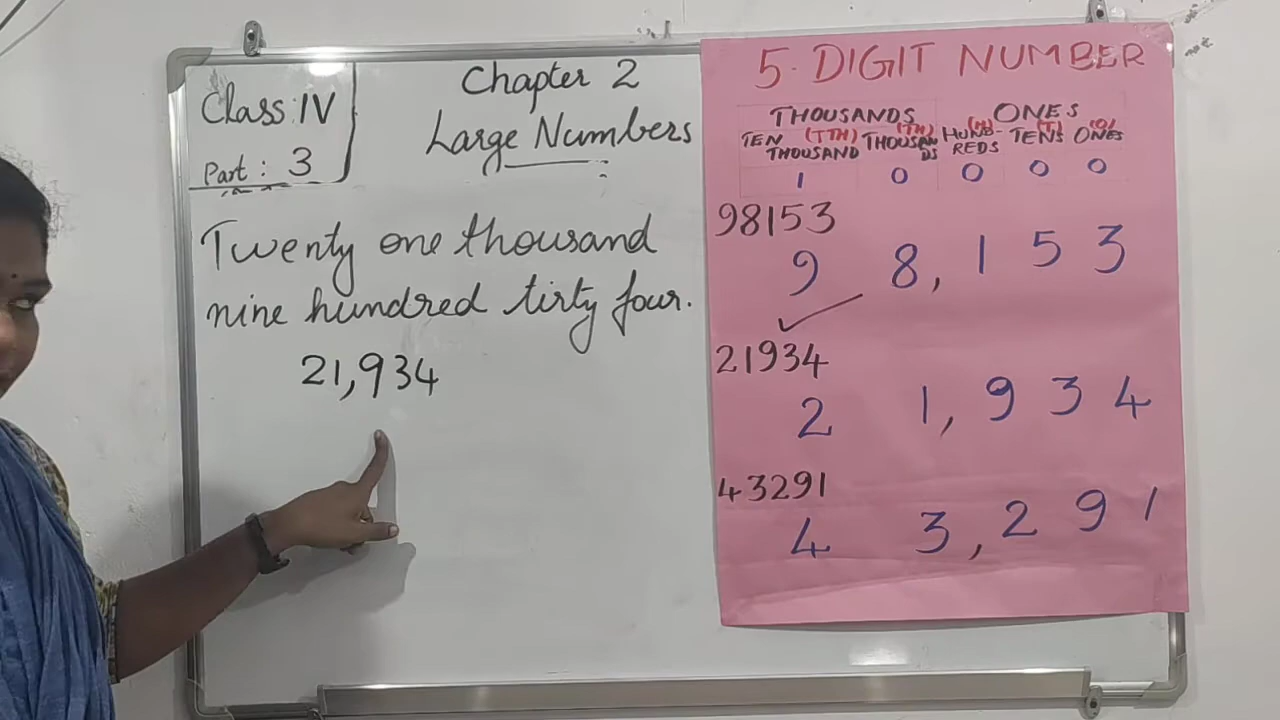 Class: IV
Part: 3
Chapter 2
Large Numbers
Twenty one thousand
nine hundred tirty four.
21,934
5. DIGIT NUMBER
THOUSANDS ONES
TEN THOUSAND (TTH) THOUSANDS (TH) HUND-REDS (H) TENS (T) ONES (O)
1 0 0 0 0
98153
9 8, 1 5 3
21934
2 1, 9 3 4
43291
4 3, 2 9 1